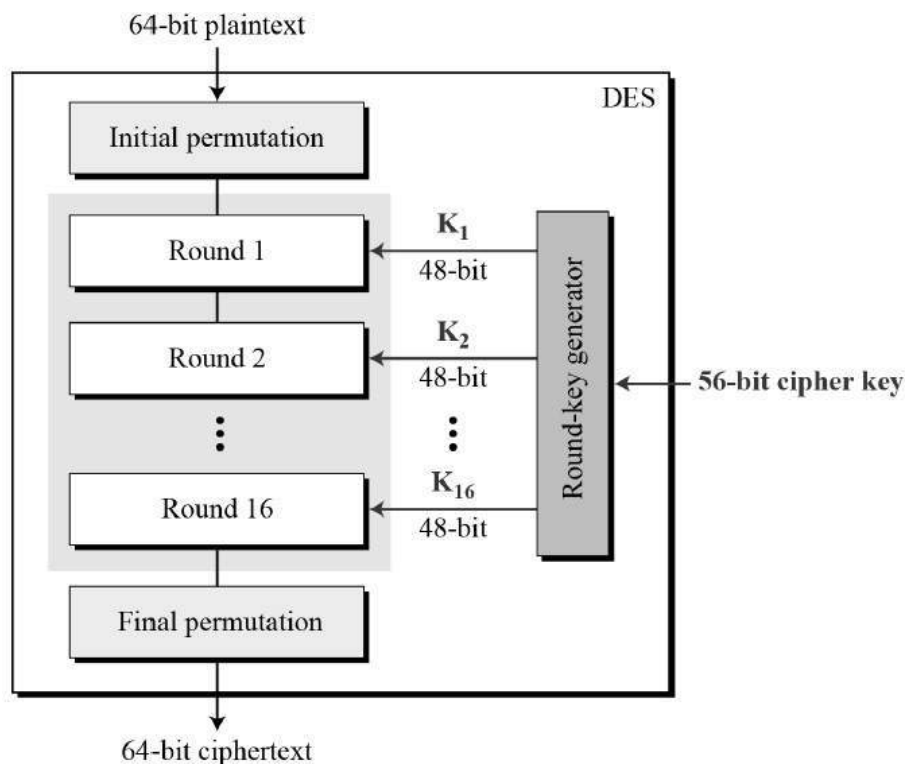 64-bit plaintext
DES
Initial permutation
Round 1
K₁
48-bit
Round 2
K₂
48-bit
Round 16
K₁₆
48-bit
Round-key generator
56-bit cipher key
Final permutation
64-bit ciphertext